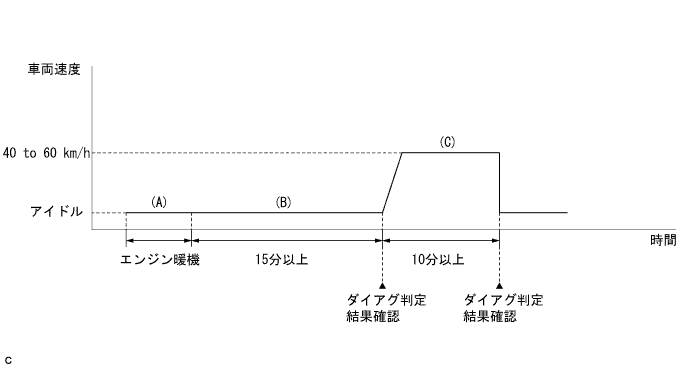 車両速度
40 to 60 km/h
(C)
(A)
(B)
アイドル
時間
エンジン暖機
15分以上
10分以上
ダイアグ判定
結果確認
ダイアグ判定
結果確認
c